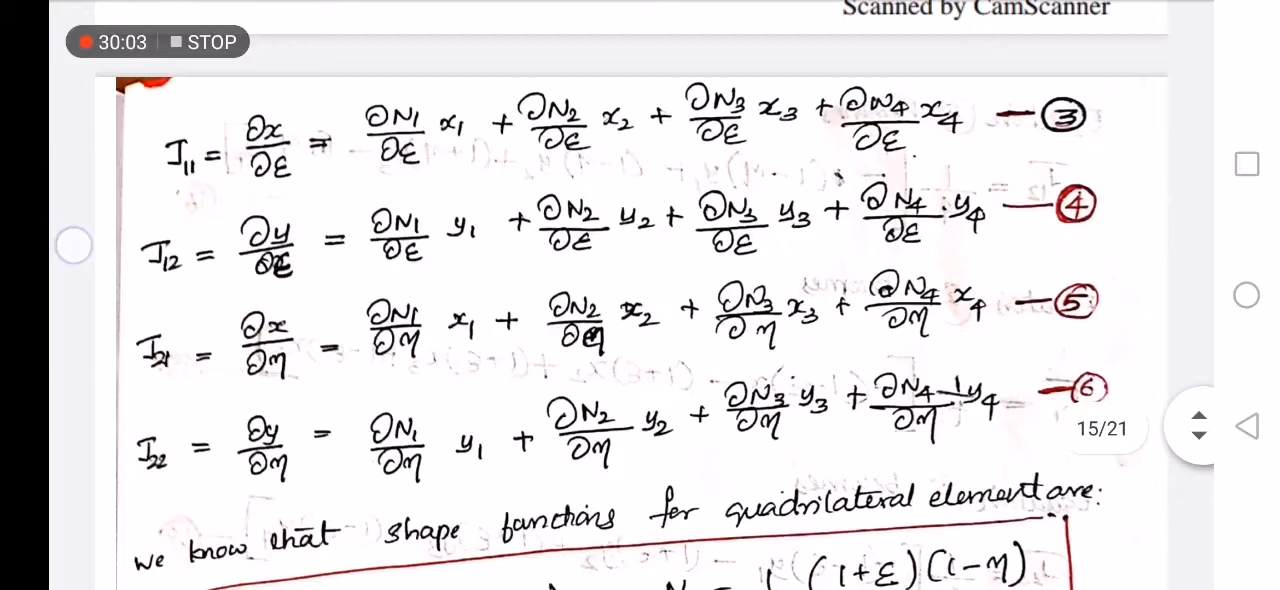 Scanned by CamScanner
30:03 STOP
J₁₁ = ∂x/∂ε = ∂N₁/∂ε x₁ + ∂N₂/∂ε x₂ + ∂N₃/∂ε x₃ + ∂N₄/∂ε x₄ — ③
J₁₂ = ∂y/∂ε = ∂N₁/∂ε y₁ + ∂N₂/∂ε y₂ + ∂N₃/∂ε y₃ + ∂N₄/∂ε · y₄ — ④
J₂₁ = ∂x/∂η = ∂N₁/∂η x₁ + ∂N₂/∂η x₂ + ∂N₃/∂η x₃ + ∂N₄/∂η x₄ — ⑤
J₂₂ = ∂y/∂η = ∂N₁/∂η y₁ + ∂N₂/∂η y₂ + ∂N₃/∂η y₃ + ∂N₄/∂η y₄ — ⑥
15/21
we know that shape functions for quadrilateral element are:
(1+ε)(1-η)